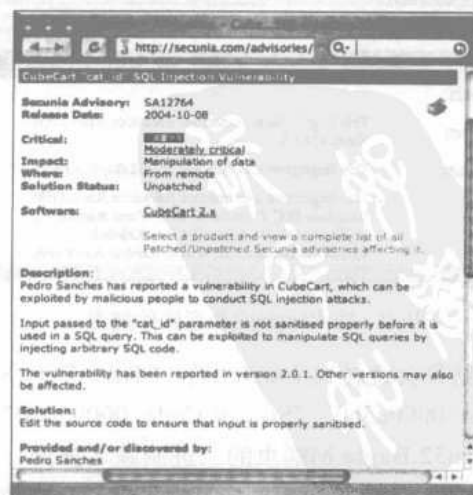 http://secunia.com/advisories/
CubeCart "cat_id" SQL Injection Vulnerability
Secunia Advisory: SA12764
Release Date: 2004-10-08
Critical:
Moderately critical
Impact: Manipulation of data
Where: From remote
Solution Status: Unpatched
Software: CubeCart 2.x
Select a product and view a complete list of all
Patched/Unpatched Secunia advisories affecting it.
Description:
Pedro Sanches has reported a vulnerability in CubeCart, which can be
exploited by malicious people to conduct SQL injection attacks.
Input passed to the "cat_id" parameter is not sanitised properly before it is
used in a SQL query. This can be exploited to manipulate SQL queries by
injecting arbitrary SQL code.
The vulnerability has been reported in version 2.0.1. Other versions may also
be affected.
Solution:
Edit the source code to ensure that input is properly sanitised.
Provided and/or discovered by:
Pedro Sanches